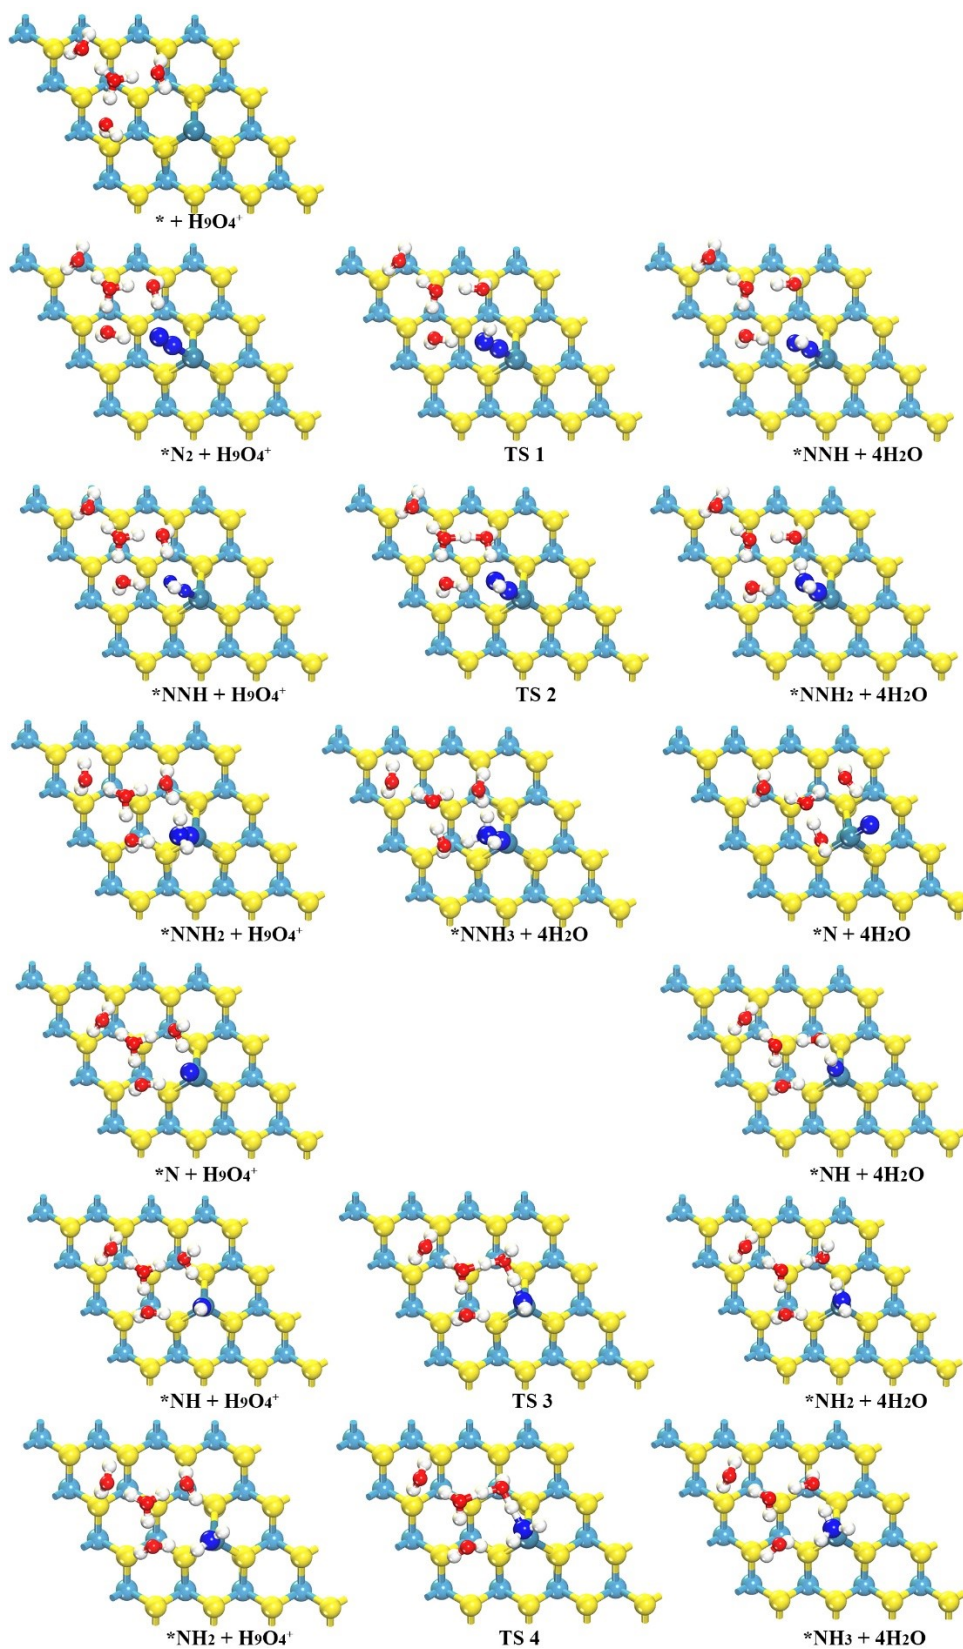 * + H₉O₄⁺
*N₂ + H₉O₄⁺ TS 1 *NNH + 4H₂O
*NNH + H₉O₄⁺ TS 2 *NNH₂ + 4H₂O
*NNH₂ + H₉O₄⁺ *NNH₃ + 4H₂O *N + 4H₂O
*N + H₉O₄⁺ *NH + 4H₂O
*NH + H₉O₄⁺ TS 3 *NH₂ + 4H₂O
*NH₂ + H₉O₄⁺ TS 4 *NH₃ + 4H₂O